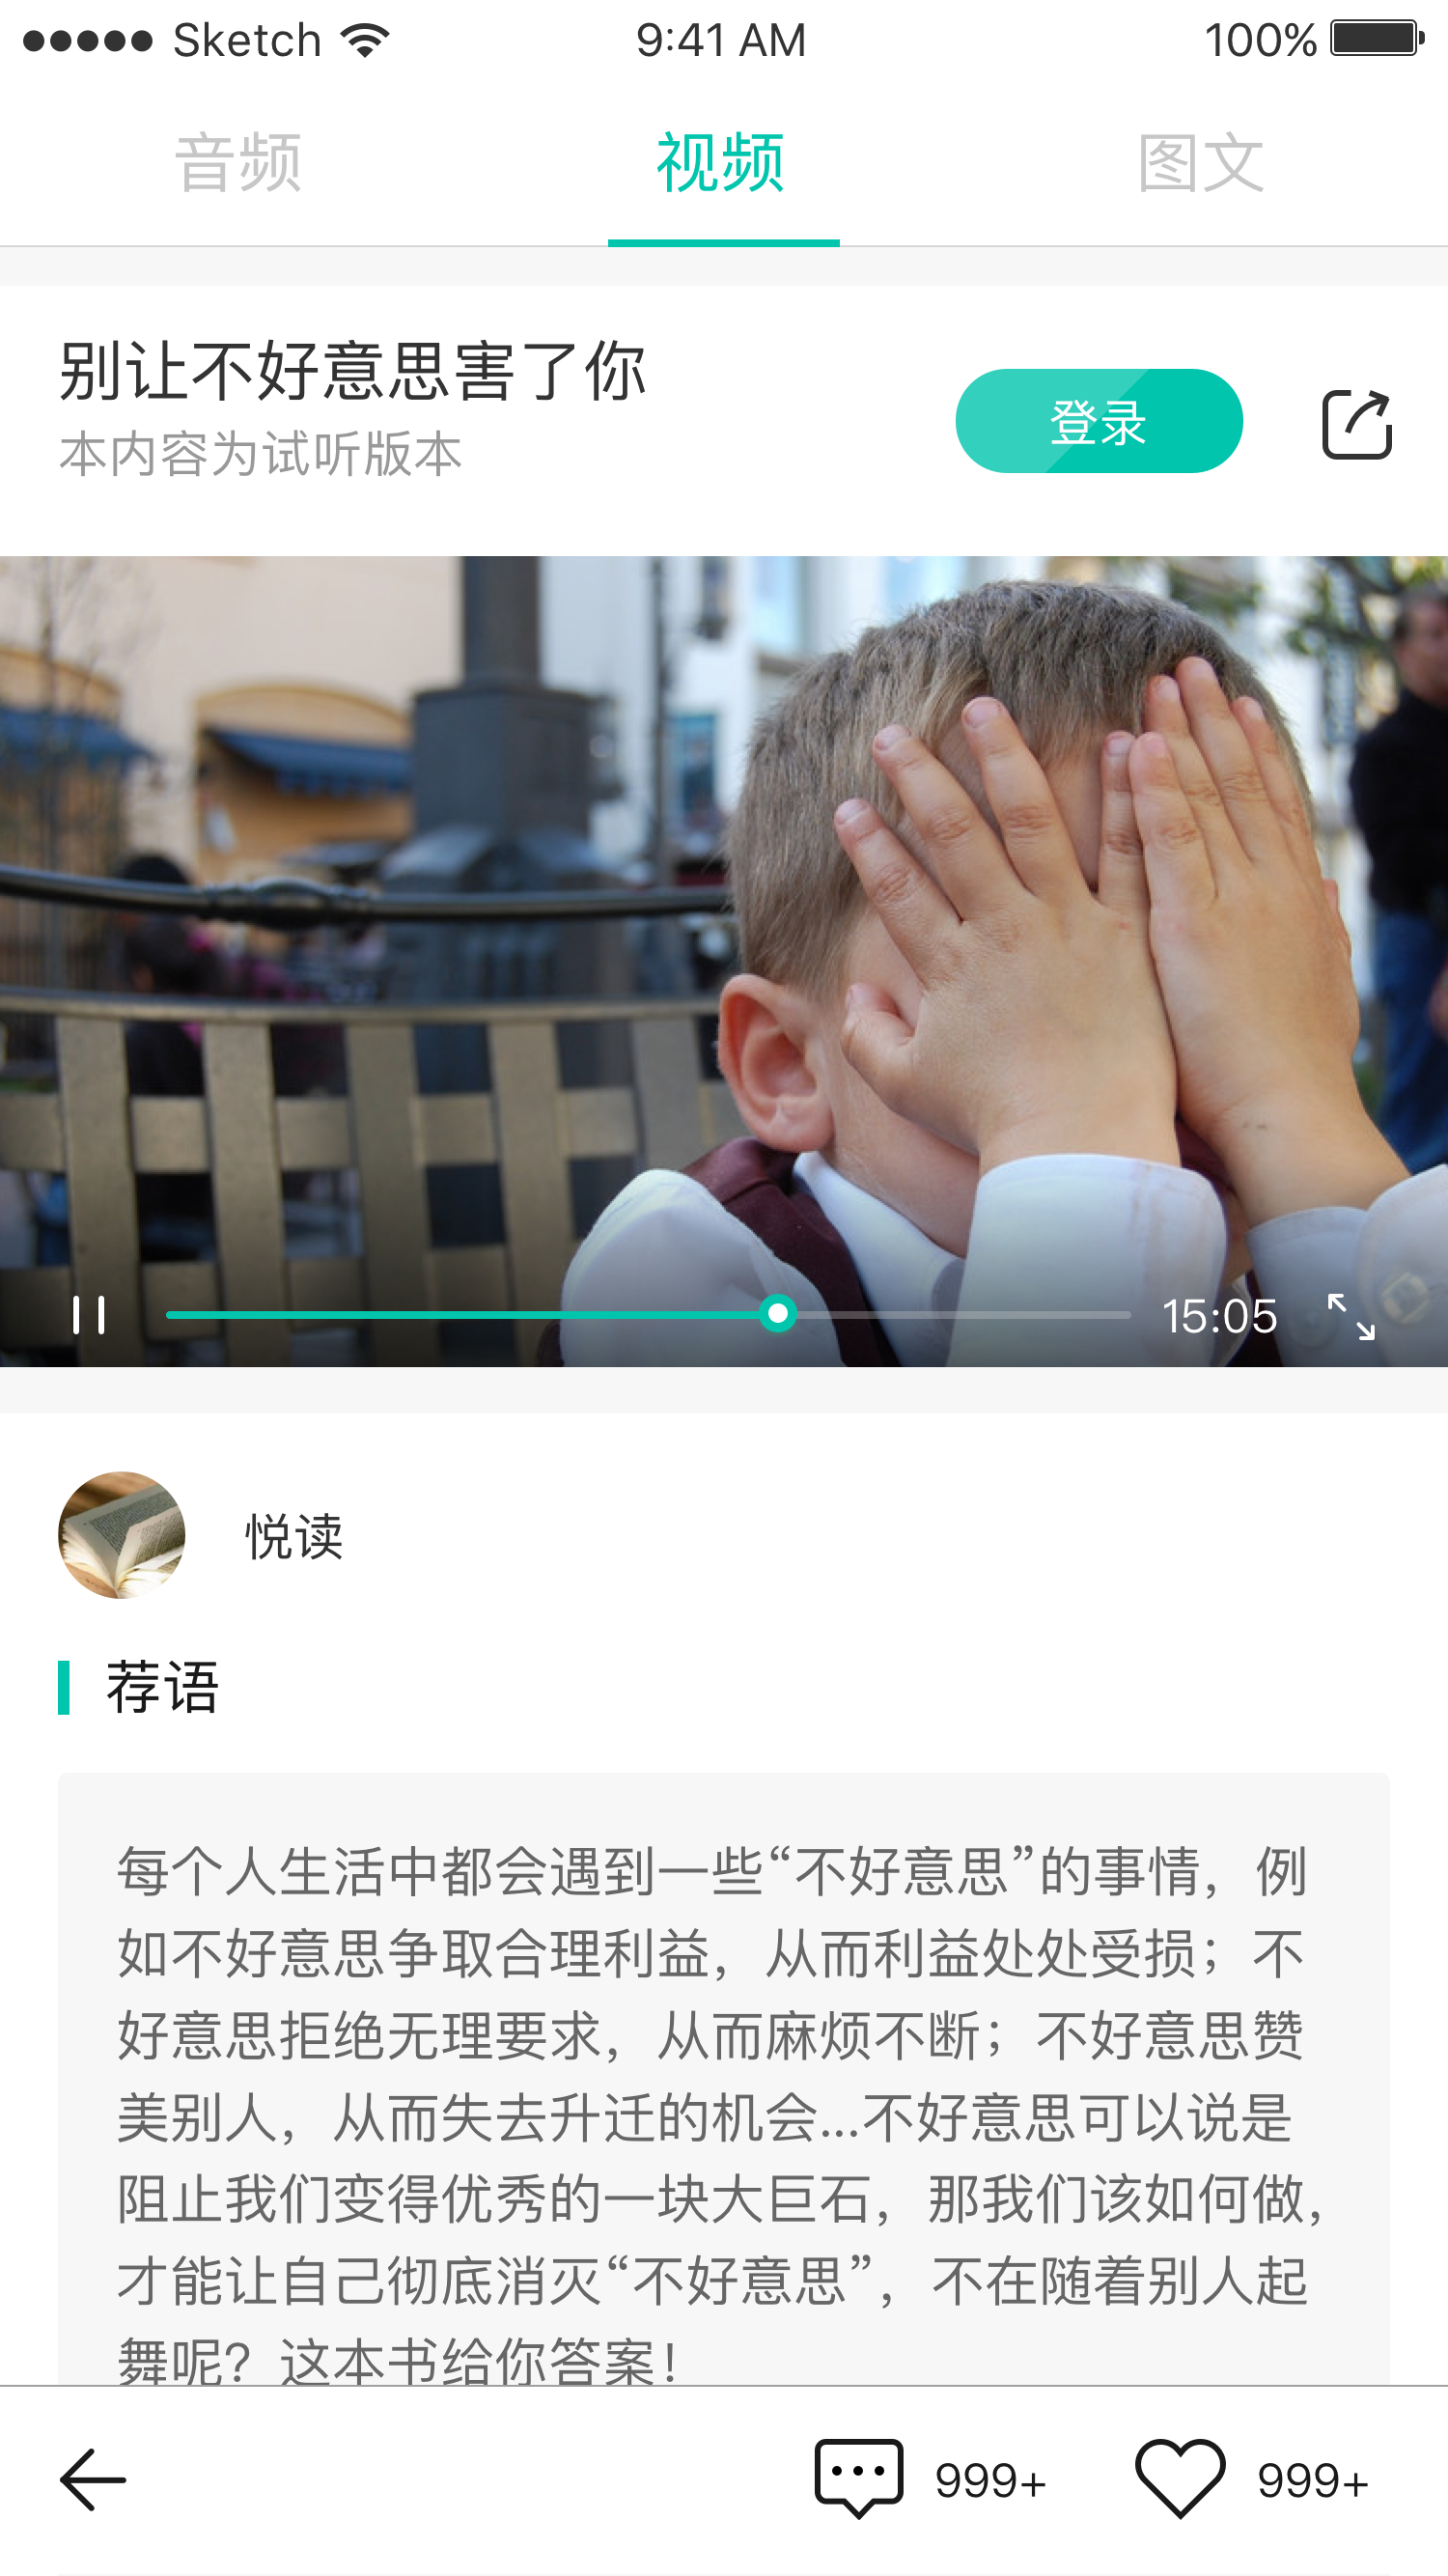 Sketch 9:41 AM 100%
音频 视频 图文
别让不好意思害了你
本内容为试听版本
登录
15:05
悦读
荐语
每个人生活中都会遇到一些“不好意思”的事情，例
如不好意思争取合理利益，从而利益处处受损；不
好意思拒绝无理要求，从而麻烦不断；不好意思赞
美别人，从而失去升迁的机会...不好意思可以说是
阻止我们变得优秀的一块大巨石，那我们该如何做，
才能让自己彻底消灭“不好意思”，不在随着别人起
舞呢？这本书给你答案！
999+ 999+